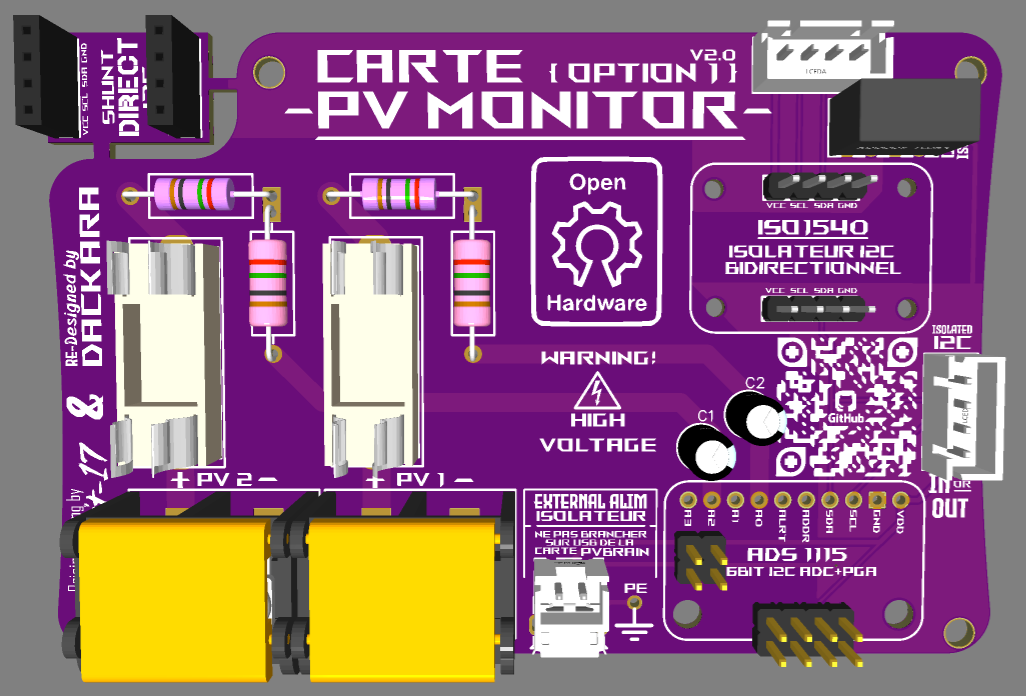 VCC SCL SDA GND
SHUNT
DIRECT
CARTE
{ OPTION 1 }
V2.0
-PV MONITOR-
LCEDA
RE-Designed by
DACKARA
&
Open
Hardware
WARNING!
HIGH
VOLTAGE
VCC SCL SDA GND
ISO1540
ISOLATEUR I2C
BIDIRECTIONNEL
VCC SCL SDA GND
ISOLATED
I2C
LCEDA
IN OR
OUT
GitHub
C2
C1
+ PV 2 -
+ PV 1 -
EXTERNAL ALIM
ISOLATEUR
NE PAS BRANCHER
SUR USB DE LA
CARTE PVBRAIN
PE
A3 A2 A1 A0 ALRT ADDR SDA SCL GND VDD
ADS 1115
16BIT I2C ADC+PGA